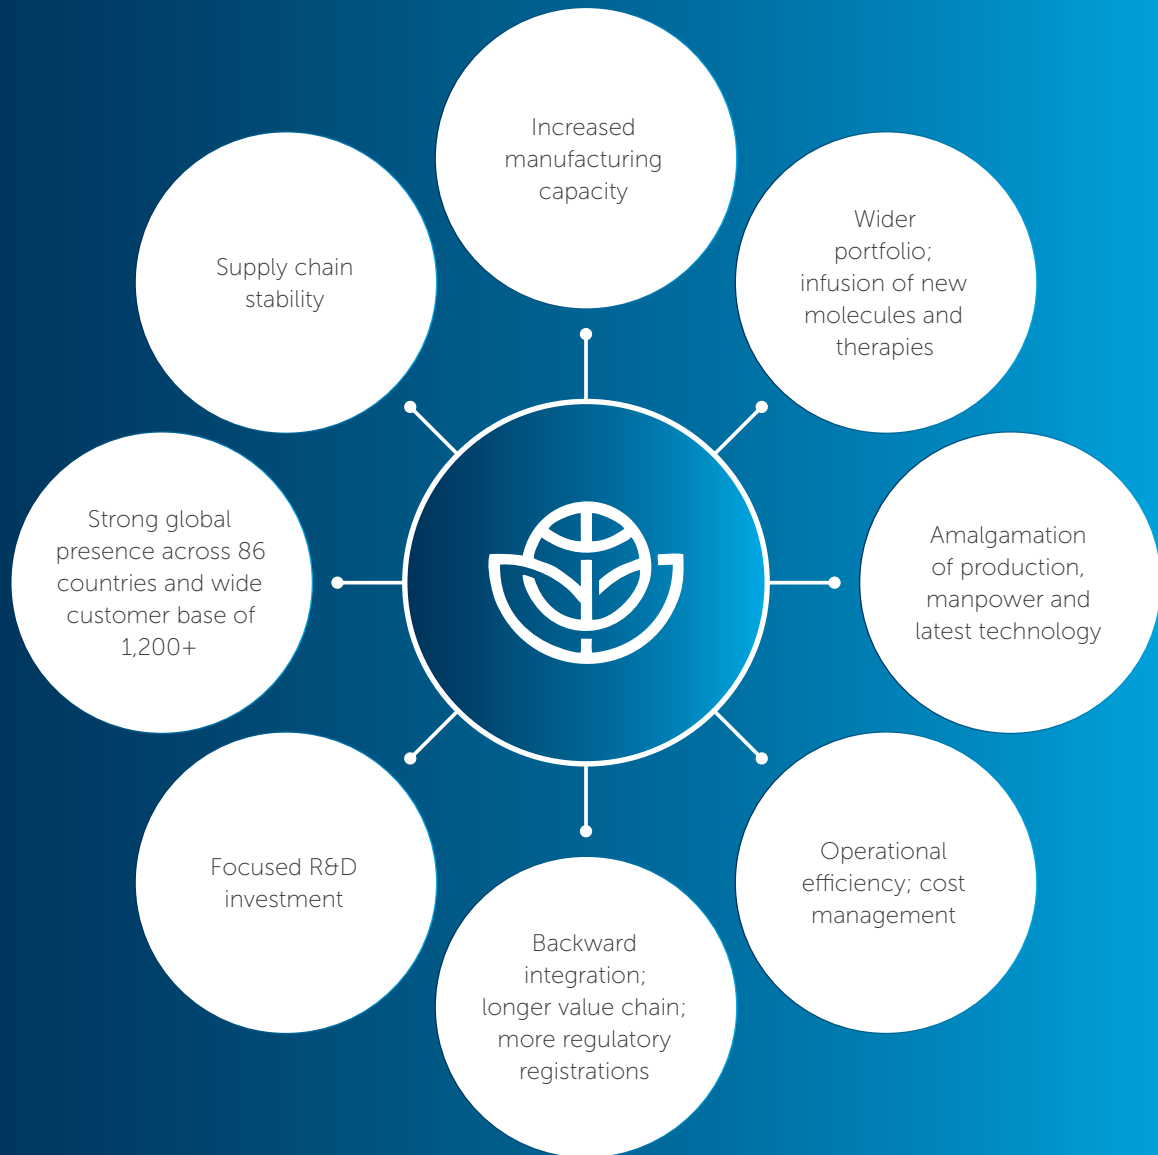 Increased
manufacturing
capacity
Wider
portfolio;
infusion of new
molecules and
therapies
Amalgamation
of production,
manpower and
latest technology
Operational
efficiency; cost
management
Backward
integration;
longer value chain;
more regulatory
registrations
Focused R&D
investment
Strong global
presence across 86
countries and wide
customer base of
1,200+
Supply chain
stability